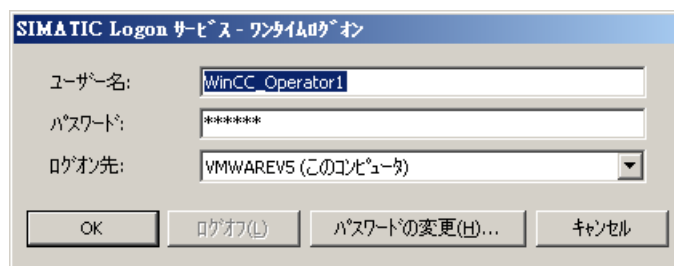 SIMATIC Logon ｻｰﾋﾞｽ - ﾜﾝﾀｲﾑﾛｸﾞｵﾝ
ﾕｰｻﾞｰ名:
WinCC_Operator1
ﾊﾟｽﾜｰﾄﾞ:
******
ﾛｸﾞｵﾝ先:
VMWAREV5 (このｺﾝﾋﾟｭｰﾀ)
OK
ﾛｸﾞｵﾌ(L)
ﾊﾟｽﾜｰﾄﾞの変更(H)...
ｷｬﾝｾﾙ